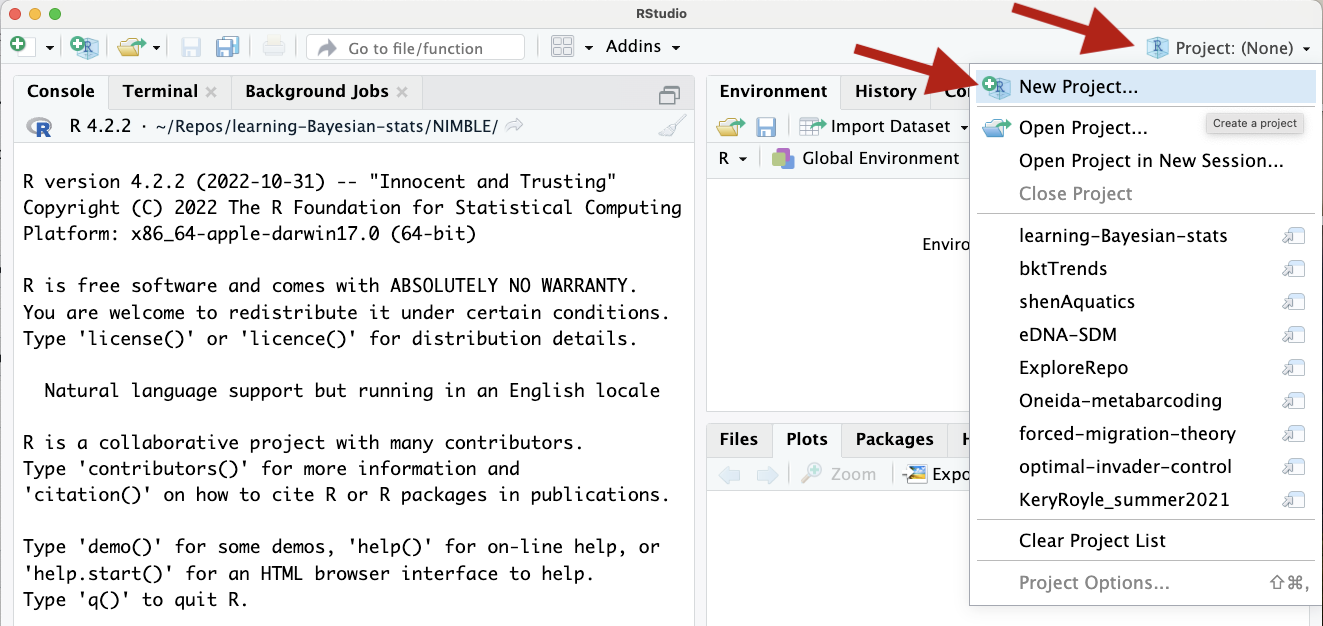 RStudio
Go to file/function
Addins
Project: (None)
Console
Terminal
Background Jobs
R 4.2.2 · ~/Repos/learning-Bayesian-stats/NIMBLE/
R version 4.2.2 (2022-10-31) -- "Innocent and Trusting"
Copyright (C) 2022 The R Foundation for Statistical Computing
Platform: x86_64-apple-darwin17.0 (64-bit)
R is free software and comes with ABSOLUTELY NO WARRANTY.
You are welcome to redistribute it under certain conditions.
Type 'license()' or 'licence()' for distribution details.
Natural language support but running in an English locale
R is a collaborative project with many contributors.
Type 'contributors()' for more information and
'citation()' on how to cite R or R packages in publications.
Type 'demo()' for some demos, 'help()' for on-line help, or
'help.start()' for an HTML browser interface to help.
Type 'q()' to quit R.
Environment
History
Co
Import Dataset
R
Global Environment
Enviro
Files
Plots
Packages
H
Zoom
Expo
New Project...
Create a project
Open Project...
Open Project in New Session...
Close Project
learning-Bayesian-stats
bktTrends
shenAquatics
eDNA-SDM
ExploreRepo
Oneida-metabarcoding
forced-migration-theory
optimal-invader-control
KeryRoyle_summer2021
Clear Project List
Project Options... ⇧⌘,